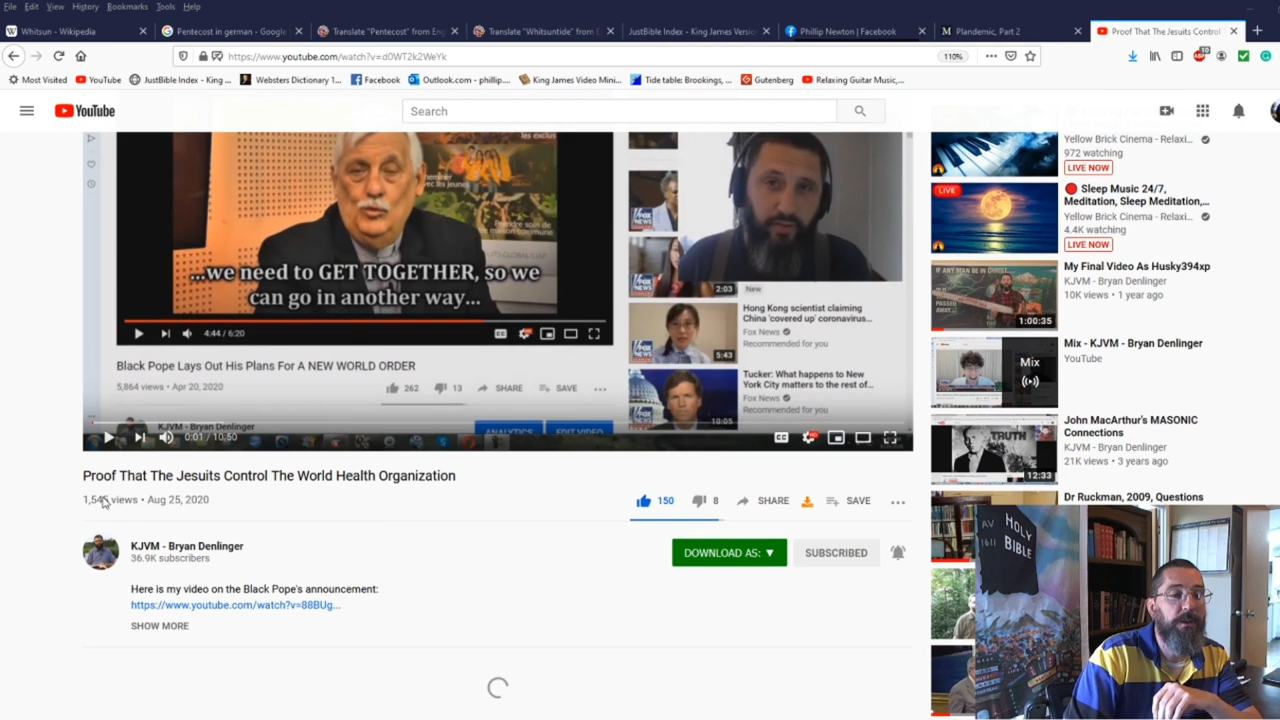 File Edit View History Bookmarks Tools Help
Whitsun - Wikipedia
Pentecost in german - Google
Translate "Pentecost" from En
Translate "Whitsuntide" from E
JustBible Index - King James Versio
Phillip Newton | Facebook
Plandemic, Part 2
Proof That The Jesuits Control
https://www.youtube.com/watch?v=d0WT2k2WeYk
110%
10
Most Visited
YouTube
JustBible Index - King ...
Websters Dictionary 1...
Facebook
Outlook.com - phillip...
King James Video Mini...
Tide table: Brookings, ...
Gutenberg
Relaxing Guitar Music,...
YouTube
Search
les exclus
...we need to GET TOGETHER, so we
can go in another way...
4:44 / 6:20
Black Pope Lays Out His Plans For A NEW WORLD ORDER
5,864 views • Apr 20, 2020
262
13
SHARE
SAVE
KJVM - Bryan Denlinger
ANALYTICS
EDIT VIDEO
2:03
New
Hong Kong scientist claiming
China 'covered up' coronavirus...
Fox News
Recommended for you
5:43
Tucker: What happens to New
York City matters to the rest of...
Fox News
Recommended for you
10:05
0:01 / 10:50
Proof That The Jesuits Control The World Health Organization
views • Aug 25, 2020
150
8
SHARE
SAVE
KJVM - Bryan Denlinger
36.9K subscribers
DOWNLOAD AS: ▼
SUBSCRIBED
Here is my video on the Black Pope's announcement:
https://www.youtube.com/watch?v=88BUg...
SHOW MORE
Yellow Brick Cinema - Relaxi...
972 watching
LIVE NOW
LIVE
Sleep Music 24/7,
Meditation, Sleep Meditation,...
Yellow Brick Cinema - Relaxi...
4.4K watching
LIVE NOW
IF ANY MAN BE IN CHRIST...
My Final Video As Husky394xp
KJVM - Bryan Denlinger
10K views • 1 year ago
1:00:35
Mix - KJVM - Bryan Denlinger
YouTube
Mix
John MacArthur's MASONIC
Connections
KJVM - Bryan Denlinger
21K views • 3 years ago
TRUTH
12:33
Dr Ruckman, 2009, Questions
AV
1611
HOLY
BIBLE